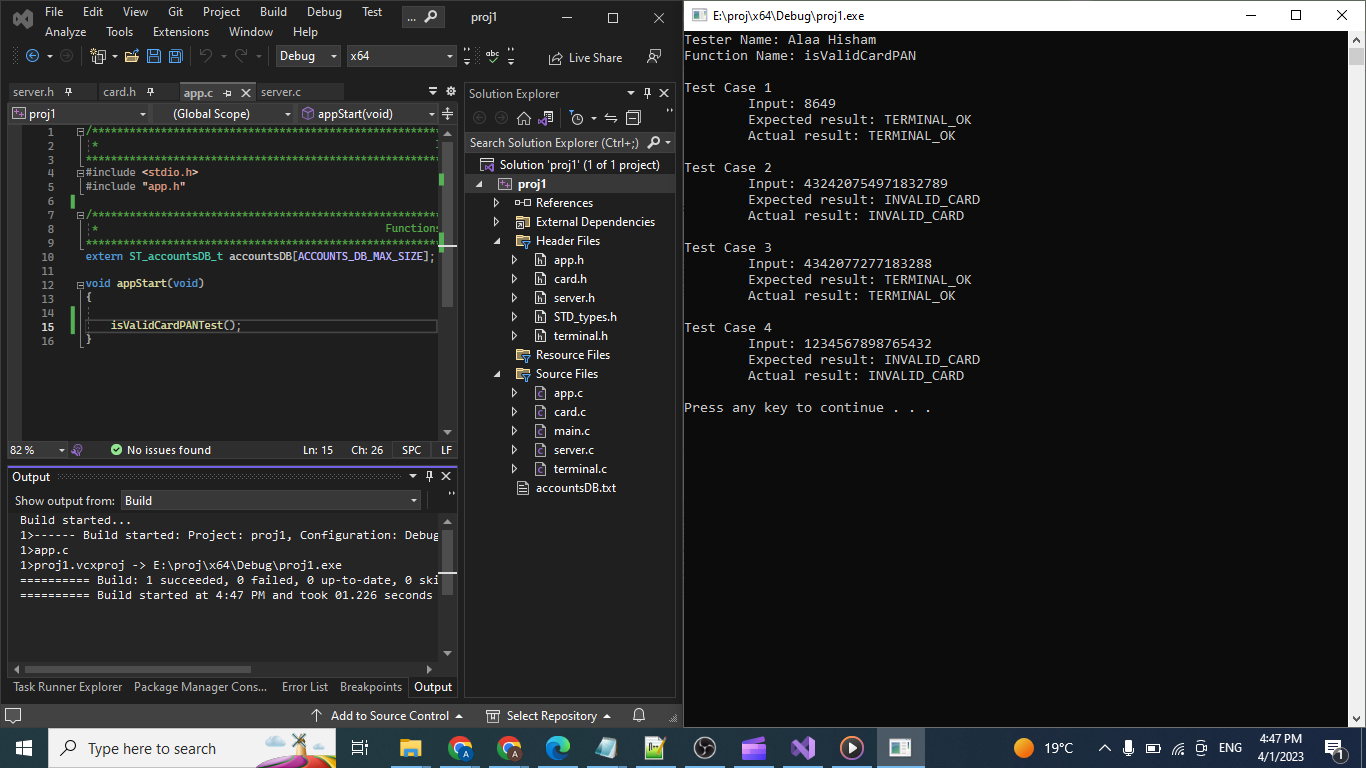 File Edit View Git Project Build Debug Test ... proj1
Analyze Tools Extensions Window Help
Debug x64 abc Live Share
server.h card.h app.c server.c
proj1 (Global Scope) appStart(void)
1 /*******************************************
2 *
3 *******************************************
4 #include <stdio.h>
5 #include "app.h"
6
7 /*******************************************
8 * Functions
9 *******************************************
10 extern ST_accountsDB_t accountsDB[ACCOUNTS_DB_MAX_SIZE];
11
12 void appStart(void)
13 {
14
15 isValidCardPANTest();
16 }
82 % No issues found Ln: 15 Ch: 26 SPC LF
Output
Show output from: Build
Build started...
1>------ Build started: Project: proj1, Configuration: Debug
1>app.c
1>proj1.vcxproj -> E:\proj\x64\Debug\proj1.exe
========== Build: 1 succeeded, 0 failed, 0 up-to-date, 0 ski
========== Build started at 4:47 PM and took 01.226 seconds
Task Runner Explorer Package Manager Cons... Error List Breakpoints Output
Solution Explorer
Search Solution Explorer (Ctrl+;)
Solution 'proj1' (1 of 1 project)
proj1
References
External Dependencies
Header Files
app.h
card.h
server.h
STD_types.h
terminal.h
Resource Files
Source Files
app.c
card.c
main.c
server.c
terminal.c
accountsDB.txt
Add to Source Control Select Repository
E:\proj\x64\Debug\proj1.exe
Tester Name: Alaa Hisham
Function Name: isValidCardPAN
Test Case 1
Input: 8649
Expected result: TERMINAL_OK
Actual result: TERMINAL_OK
Test Case 2
Input: 432420754971832789
Expected result: INVALID_CARD
Actual result: INVALID_CARD
Test Case 3
Input: 4342077277183288
Expected result: TERMINAL_OK
Actual result: TERMINAL_OK
Test Case 4
Input: 1234567898765432
Expected result: INVALID_CARD
Actual result: INVALID_CARD
Press any key to continue . . .
Type here to search 19°C ENG 4:47 PM
4/1/2023 1